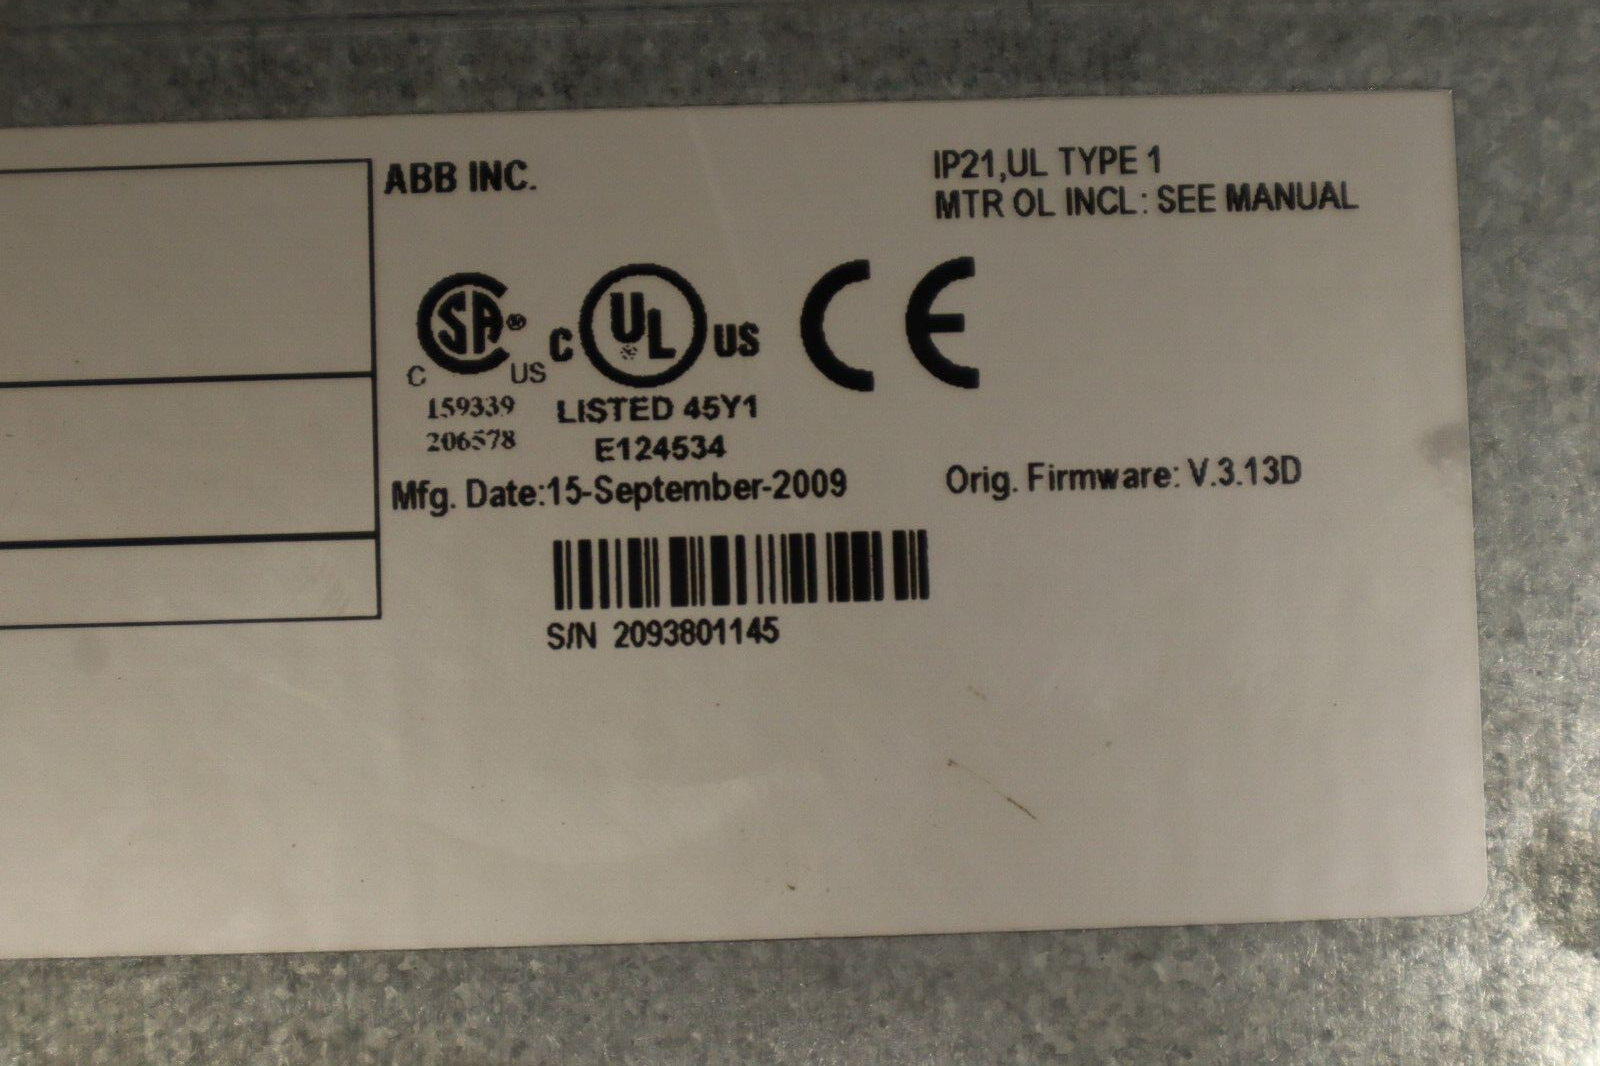 ABB INC.
IP21,UL TYPE 1
MTR OL INCL: SEE MANUAL
C SA® US
C UL® US
CE
159339
206578
LISTED 45Y1
E124534
Mfg. Date:15-September-2009
Orig. Firmware: V.3.13D
S/N 2093801145